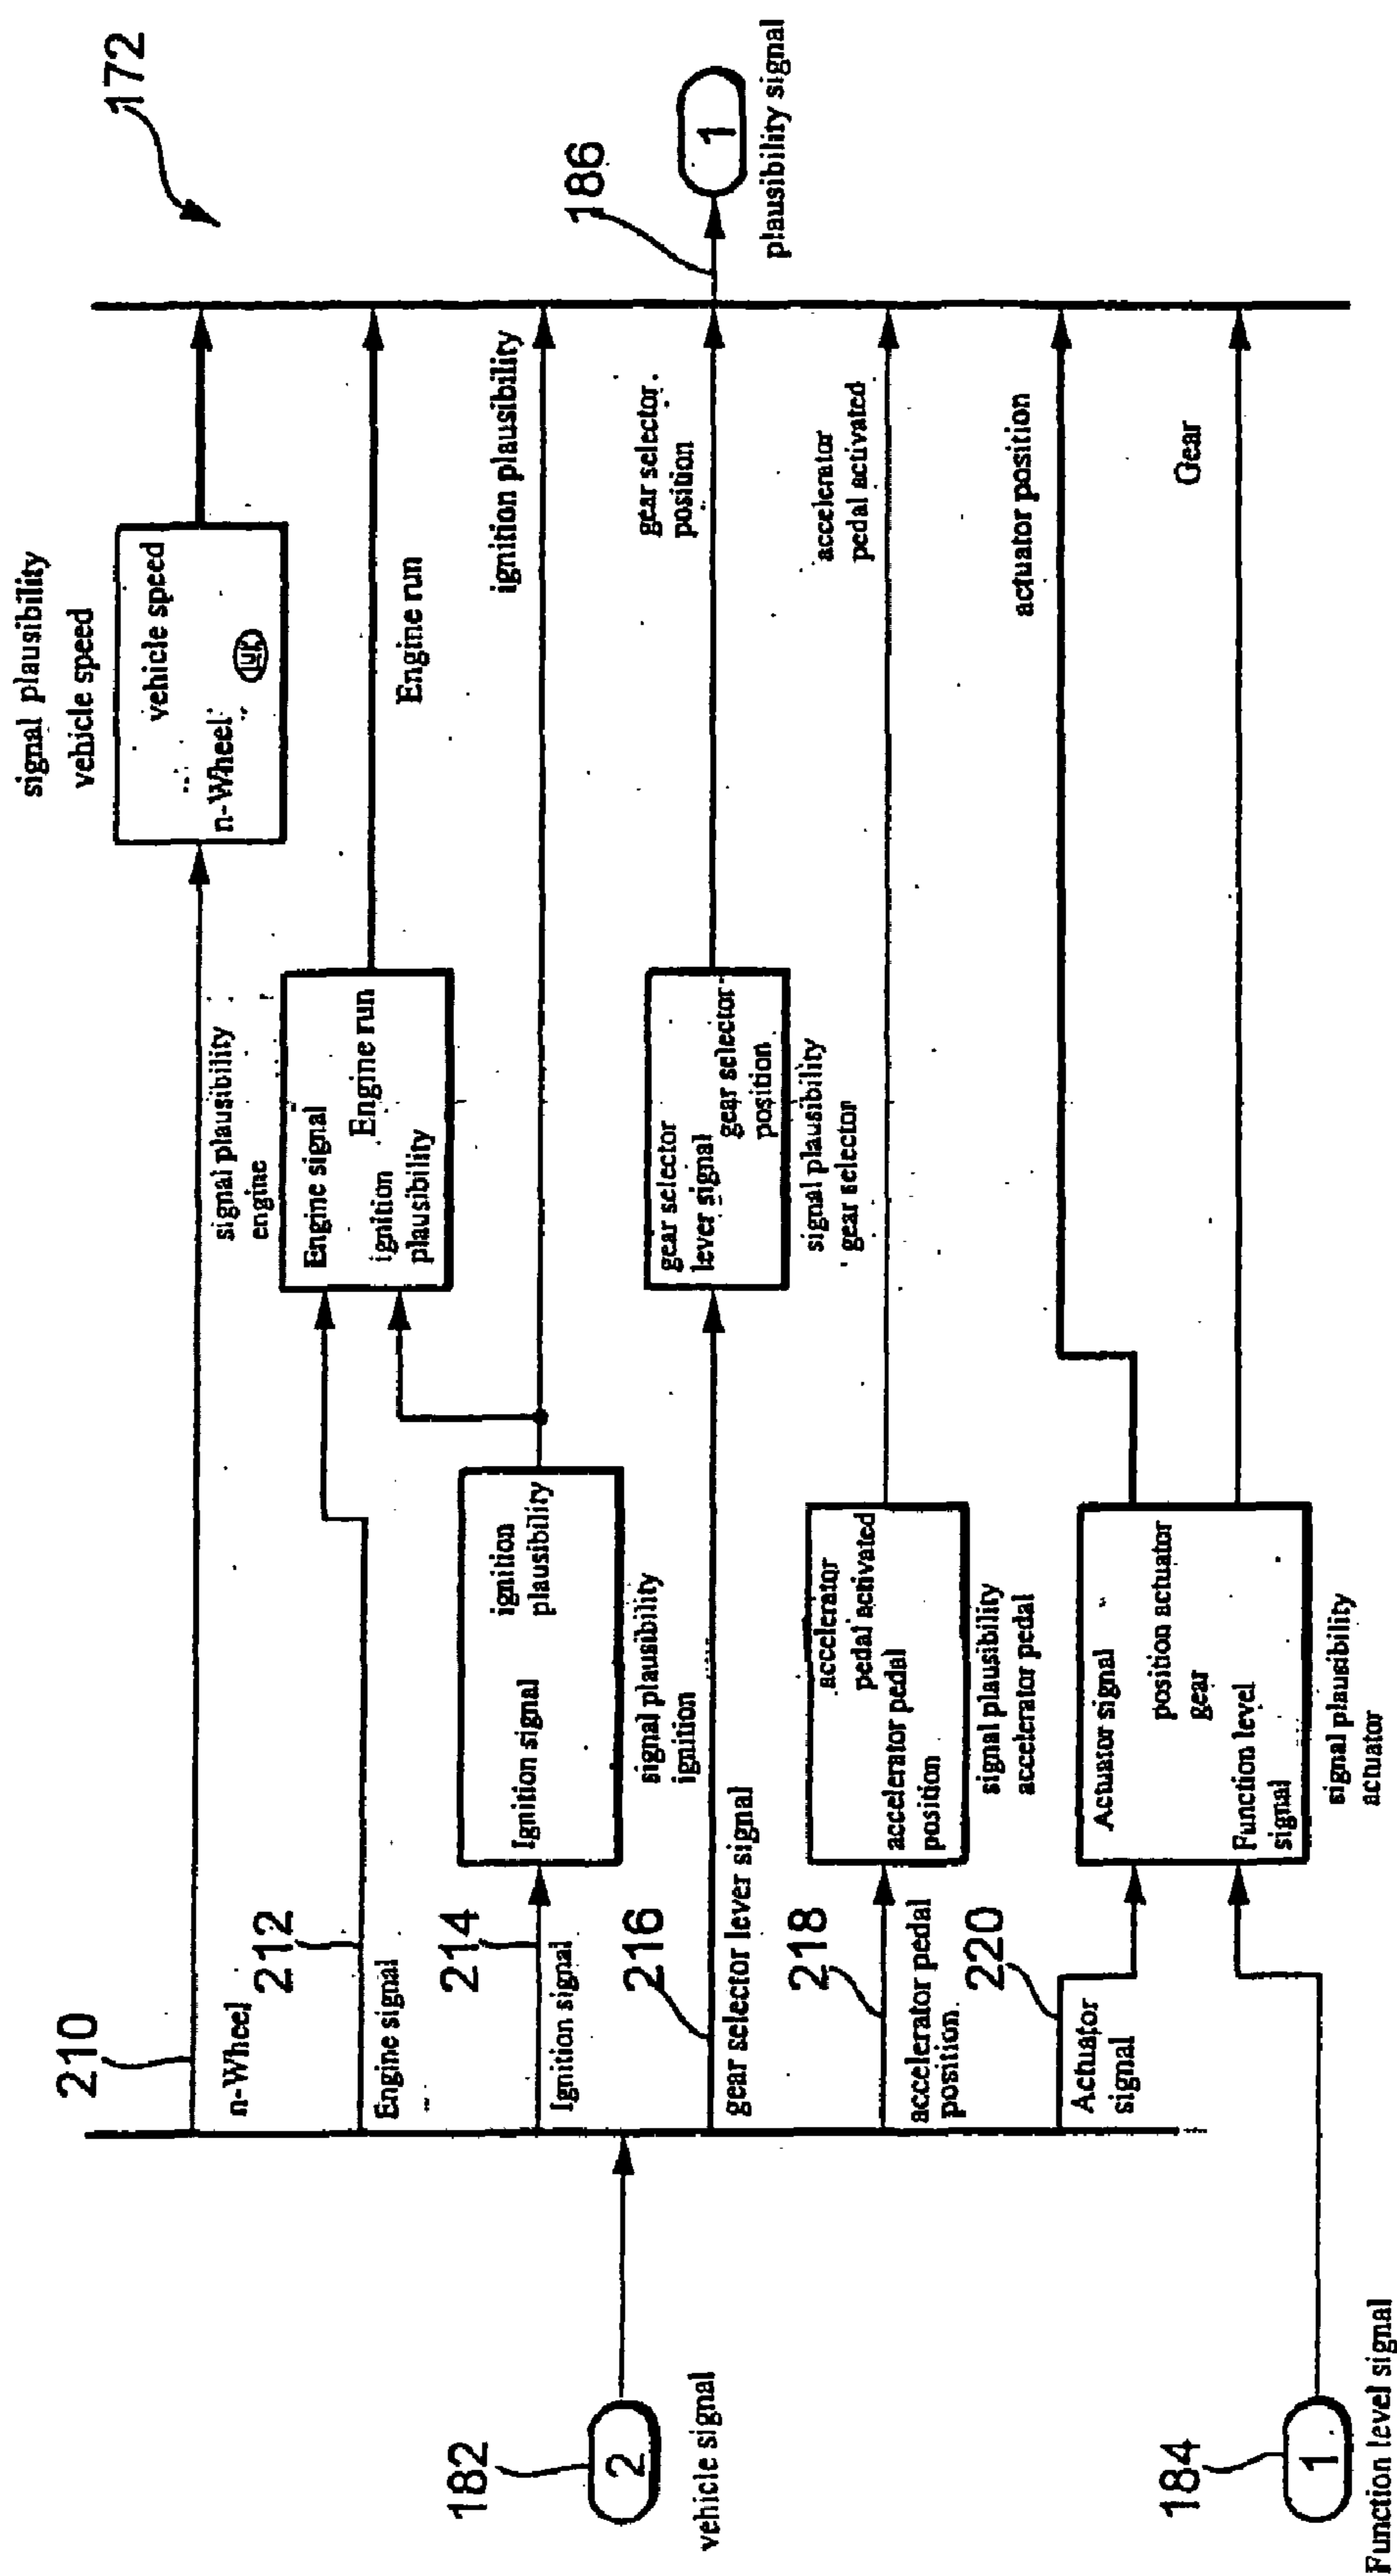 172
signal plausibility
vehicle speed
vehicle speed
n-Wheel
luk
210
n-Wheel
signal plausibility
engine
Engine signal
Engine run
ignition
plausibility
Engine run
212
Engine signal
ignition plausibility
ignition
plausibility
Ignition signal
signal plausibility
ignition
214
Ignition signal
186
1
plausibility signal
182
2
vehicle signal
216
gear selector lever signal
gear selector
lever signal
gear selector
position
signal plausibility
gear selector
gear selector
position
218
accelerator pedal
position
accelerator
pedal activated
accelerator pedal
position
signal plausibility
accelerator pedal
accelerator
pedal activated
220
Actuator
signal
Actuator signal
position actuator
gear
Function level
signal
signal plausibility
actuator
actuator position
Gear
184
1
Function level signal